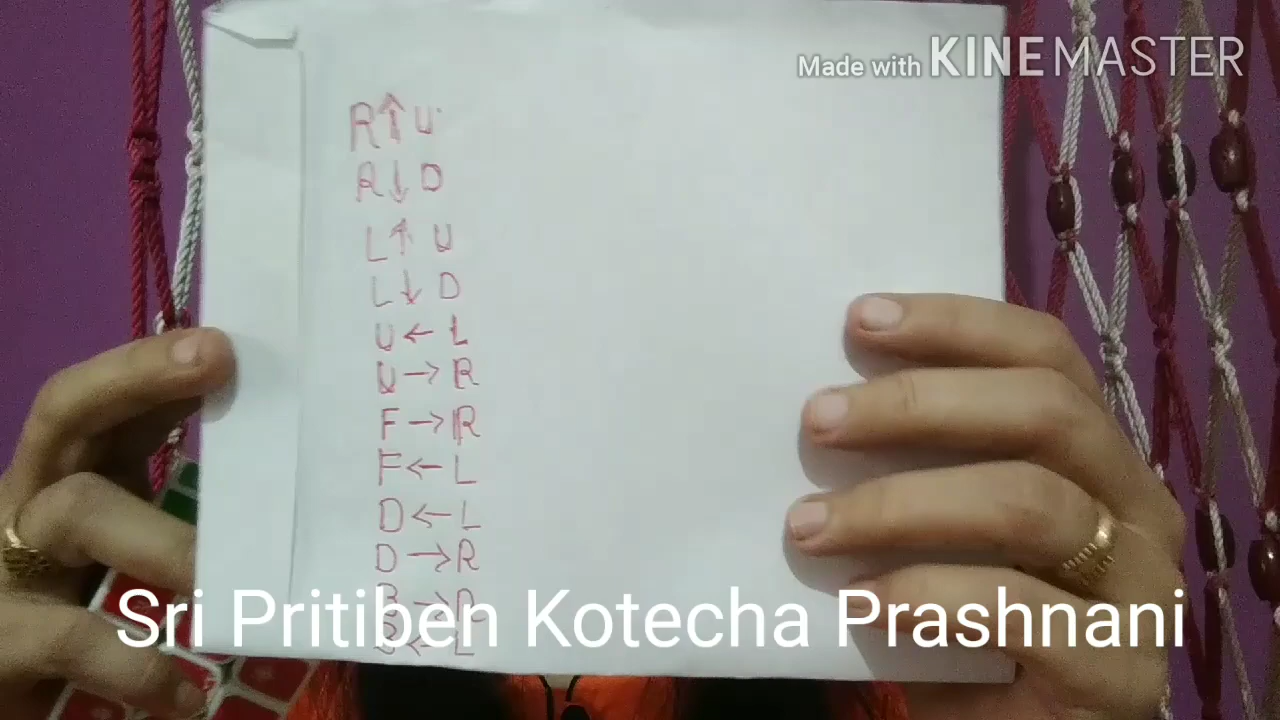 Made with KINEMASTER
R↑U
R↓D
L↑U
L↓D
U←L
U→R
F→R
F←L
D←L
D→R
B→R
B←L
Sri Pritiben Kotecha Prashnani